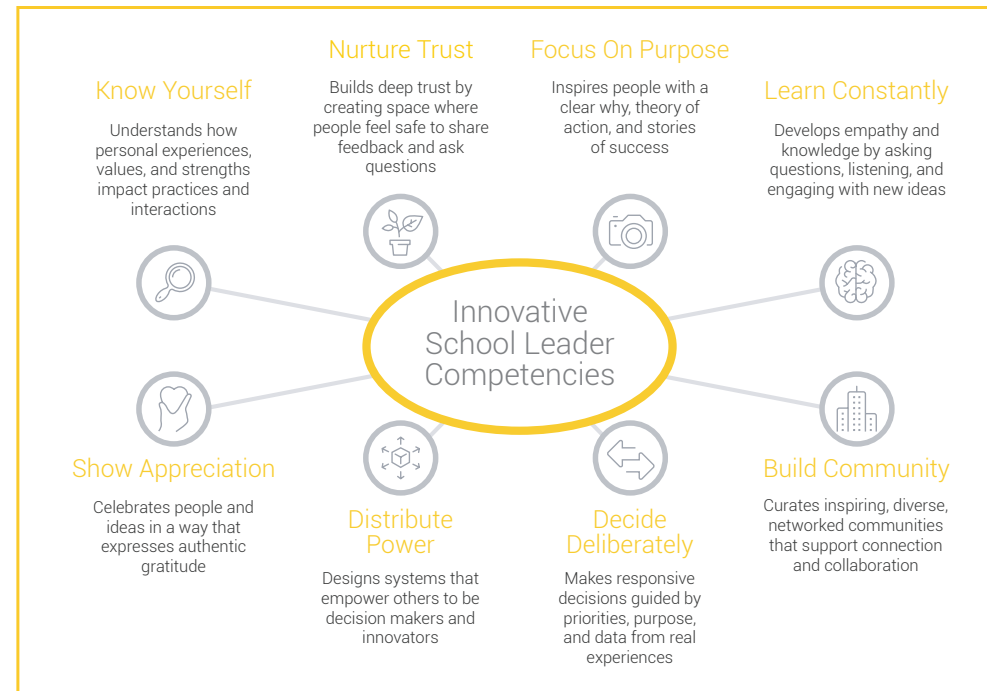 Know Yourself
Understands how
personal experiences,
values, and strengths
impact practices and
interactions
Nurture Trust
Builds deep trust by
creating space where
people feel safe to share
feedback and ask
questions
Focus On Purpose
Inspires people with a
clear why, theory of
action, and stories
of success
Learn Constantly
Develops empathy and
knowledge by asking
questions, listening, and
engaging with new ideas
Innovative
School Leader
Competencies
Show Appreciation
Celebrates people and
ideas in a way that
expresses authentic
gratitude
Distribute
Power
Designs systems that
empower others to be
decision makers and
innovators
Decide
Deliberately
Makes responsive
decisions guided by
priorities, purpose,
and data from real
experiences
Build Community
Curates inspiring, diverse,
networked communities
that support connection
and collaboration